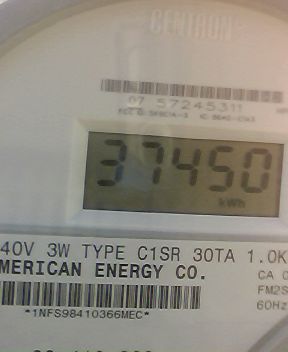 CENTRON
07 57245311
37450
kWh
40V 3W TYPE C1SR 30TA 1.0K
MERICAN ENERGY CO.
CA 0
FM2S
60Hz
*1NFS98410366MEC*